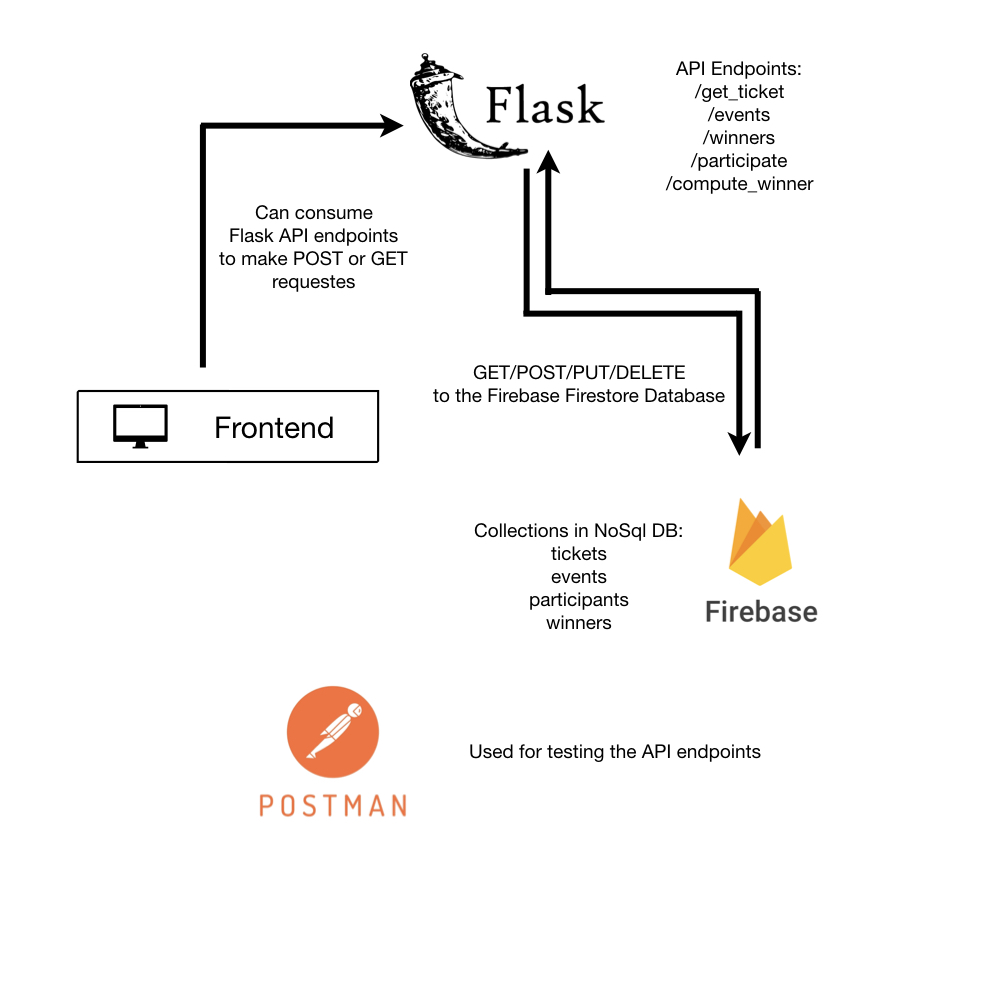 Flask
API Endpoints:
/get_ticket
/events
/winners
/participate
/compute_winner
Can consume
Flask API endpoints
to make POST or GET
requestes
GET/POST/PUT/DELETE
to the Firebase Firestore Database
Frontend
Collections in NoSql DB:
tickets
events
participants
winners
Firebase
Used for testing the API endpoints
POSTMAN